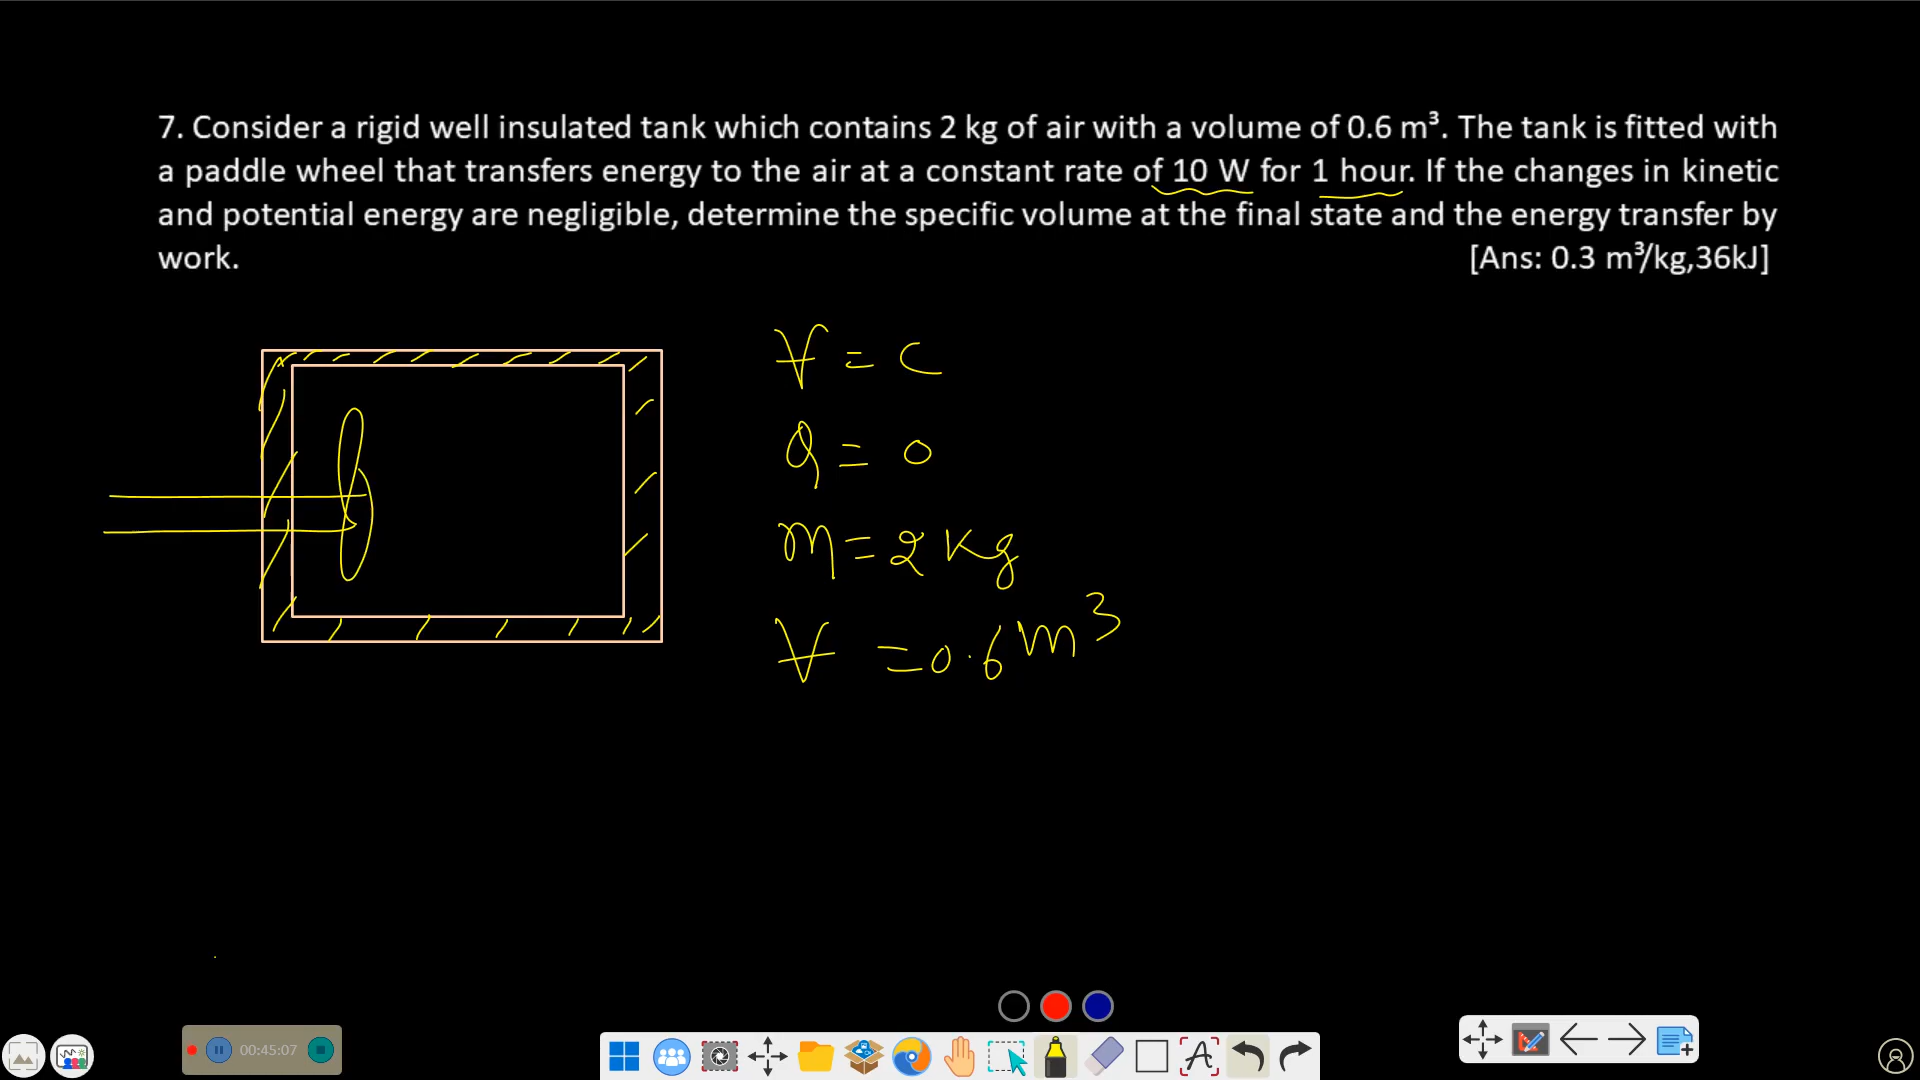 7. Consider a rigid well insulated tank which contains 2 kg of air with a volume of 0.6 m³. The tank is fitted with
a paddle wheel that transfers energy to the air at a constant rate of 10 W for 1 hour. If the changes in kinetic
and potential energy are negligible, determine the specific volume at the final state and the energy transfer by
work. [Ans: 0.3 m³/kg,36kJ]
V = C
Q = 0
m = 2 kg
V = 0.6 m³
00:45:07